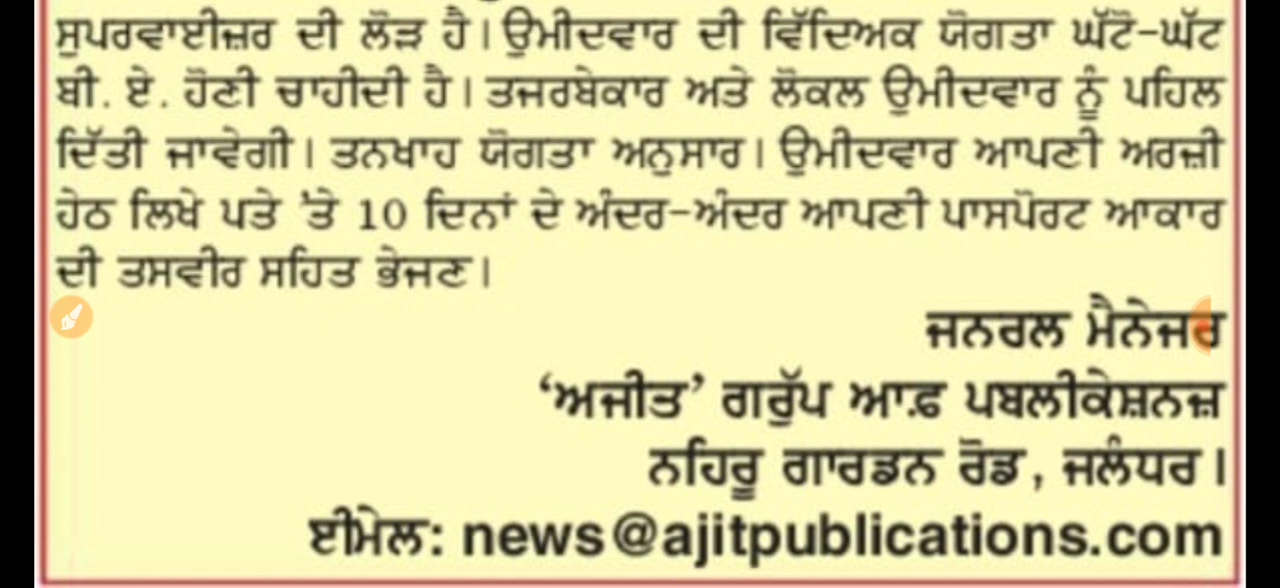 ਸੁਪਰਵਾਈਜ਼ਰ ਦੀ ਲੋੜ ਹੈ। ਉਮੀਦਵਾਰ ਦੀ ਵਿੱਦਿਅਕ ਯੋਗਤਾ ਘੱਟੋ-ਘੱਟ
ਬੀ. ਏ. ਹੋਣੀ ਚਾਹੀਦੀ ਹੈ। ਤਜਰਬੇਕਾਰ ਅਤੇ ਲੋਕਲ ਉਮੀਦਵਾਰ ਨੂੰ ਪਹਿਲ
ਦਿੱਤੀ ਜਾਵੇਗੀ। ਤਨਖਾਹ ਯੋਗਤਾ ਅਨੁਸਾਰ। ਉਮੀਦਵਾਰ ਆਪਣੀ ਅਰਜ਼ੀ
ਹੇਠ ਲਿਖੇ ਪਤੇ 'ਤੇ 10 ਦਿਨਾਂ ਦੇ ਅੰਦਰ-ਅੰਦਰ ਆਪਣੀ ਪਾਸਪੋਰਟ ਆਕਾਰ
ਦੀ ਤਸਵੀਰ ਸਹਿਤ ਭੇਜਣ।
ਜਨਰਲ ਮੈਨੇਜਰ
‘ਅਜੀਤ’ ਗਰੁੱਪ ਆਫ਼ ਪਬਲੀਕੇਸ਼ਨਜ਼
ਨਹਿਰੂ ਗਾਰਡਨ ਰੋਡ, ਜਲੰਧਰ।
ਈਮੇਲ: news@ajitpublications.com